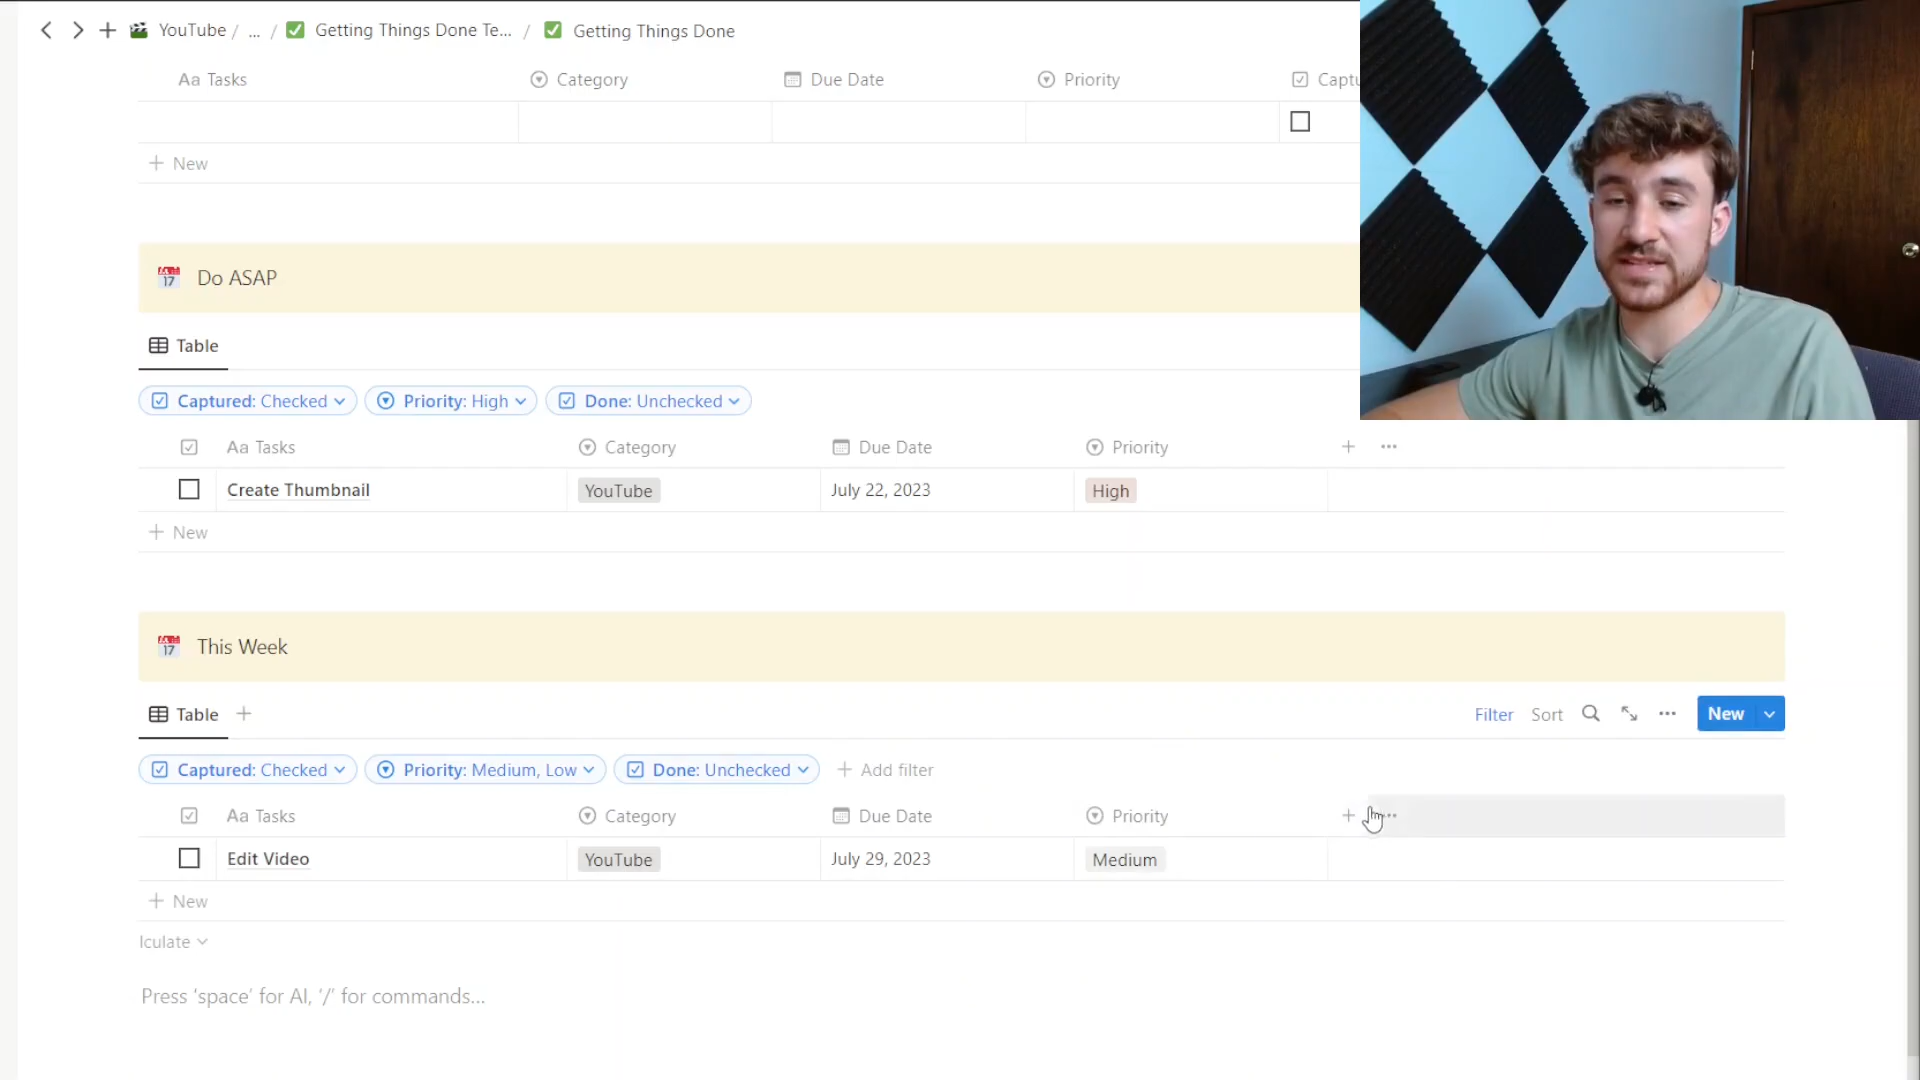 YouTube / ... / Getting Things Done Te... / Getting Things Done
Aa Tasks Category Due Date Priority Captu
+ New
17 Do ASAP
Table
Captured: Checked Priority: High Done: Unchecked
Aa Tasks Category Due Date Priority + ...
Create Thumbnail YouTube July 22, 2023 High
+ New
17 This Week
Table + Filter Sort ... New
Captured: Checked Priority: Medium, Low Done: Unchecked + Add filter
Aa Tasks Category Due Date Priority + ...
Edit Video YouTube July 29, 2023 Medium
+ New
lculate
Press ‘space’ for AI, ‘/’ for commands...